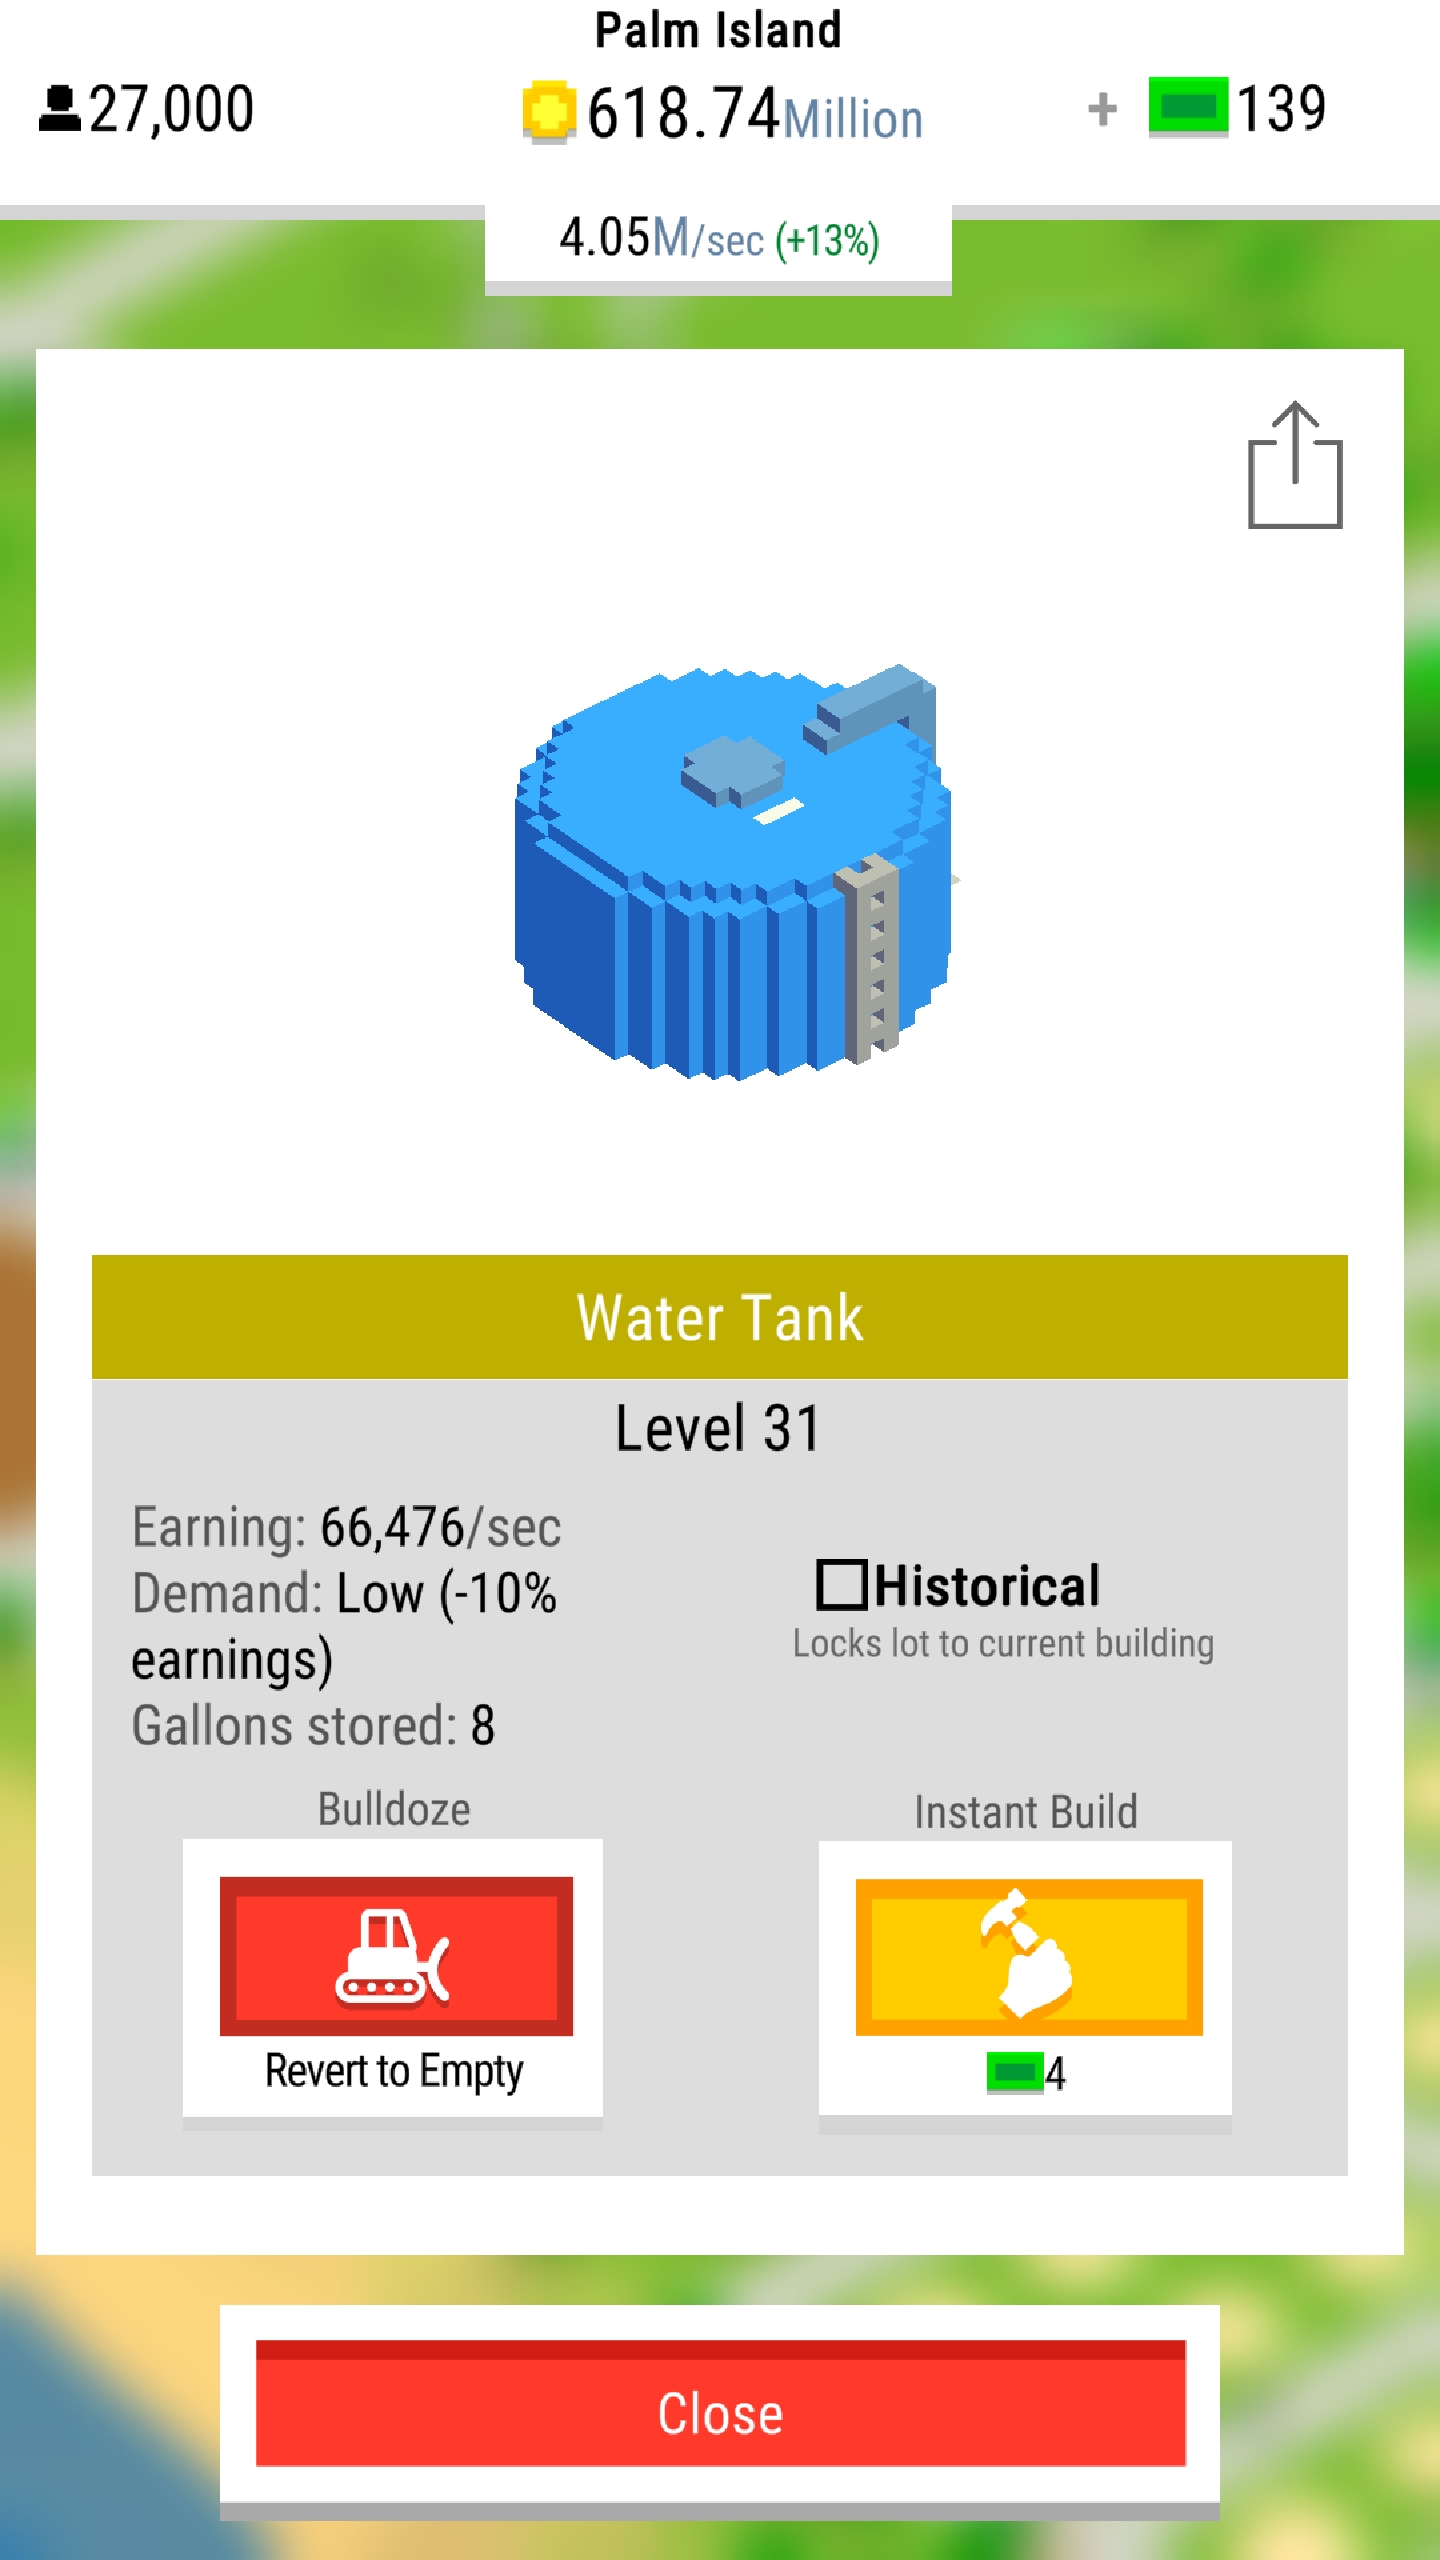 Palm Island
27,000
618.74Million
+ 139
4.05M/sec (+13%)
Water Tank
Level 31
Earning: 66,476/sec
Demand: Low (-10%
earnings)
Gallons stored: 8
Historical
Locks lot to current building
Bulldoze
Revert to Empty
Instant Build
4
Close